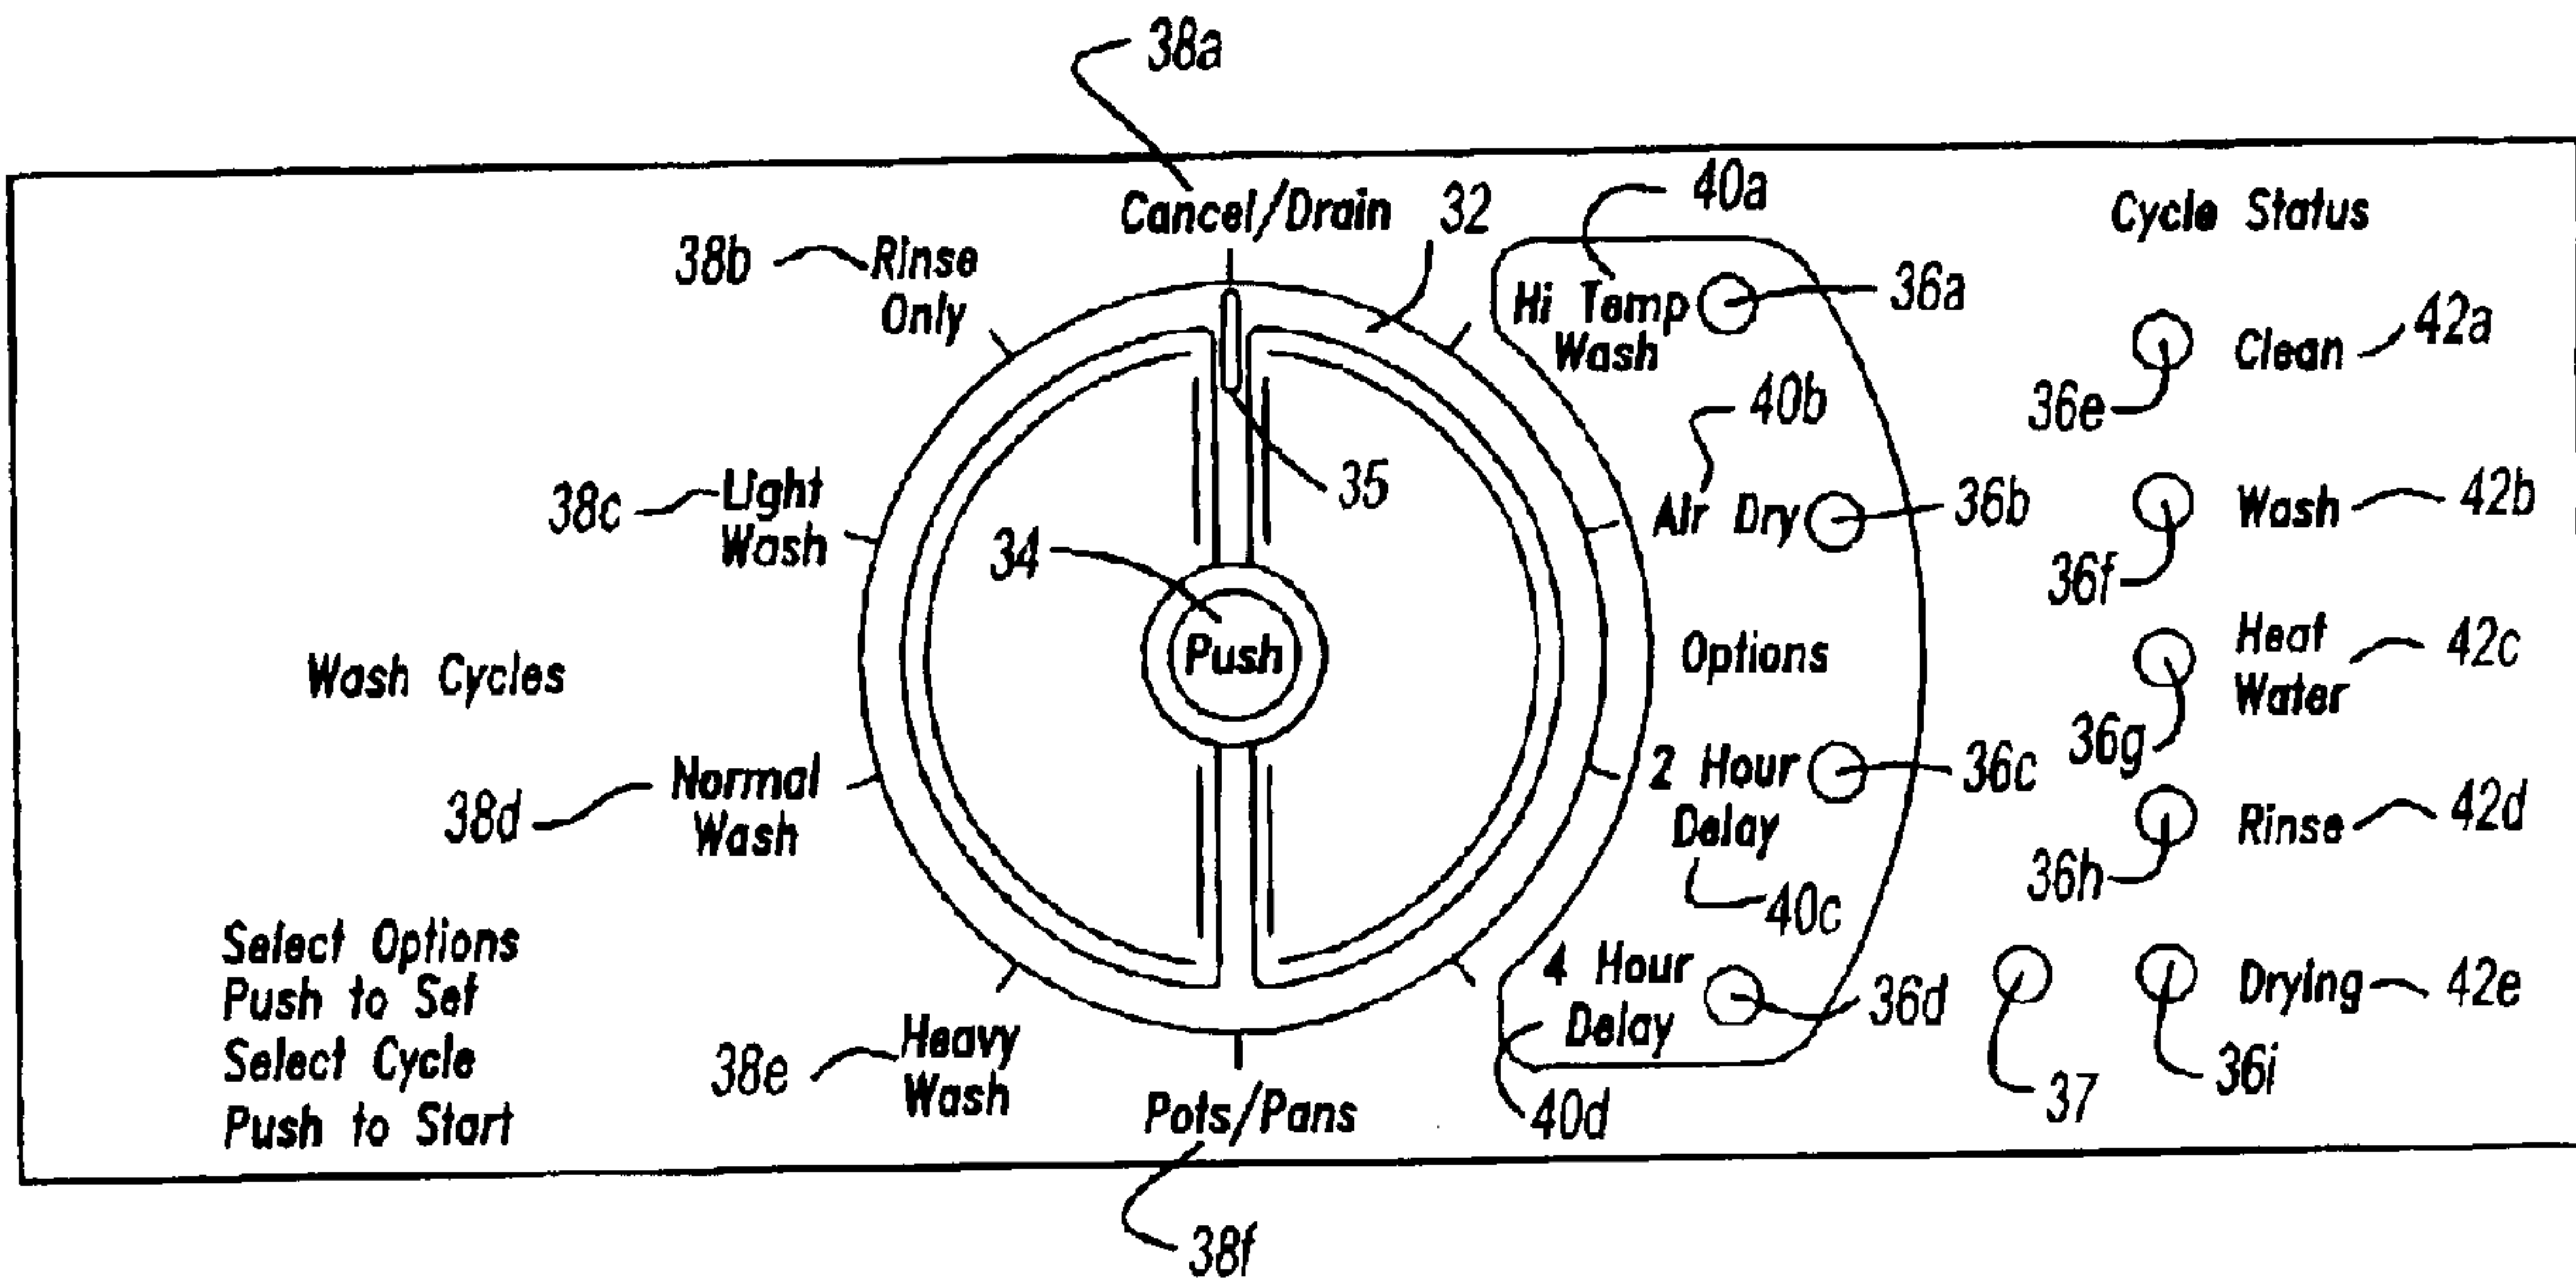 38a
Cancel/Drain
32
40a
Cycle Status
38b
Rinse
Only
Hi Temp
Wash
36a
Clean
42a
36e
40b
38c
Light
Wash
35
Air Dry
36b
Wash
42b
36f
34
Push
Wash Cycles
Options
Heat
Water
42c
36g
38d
Normal
Wash
2 Hour
Delay
36c
40c
Rinse
42d
36h
Select Options
Push to Set
Select Cycle
Push to Start
38e
Heavy
Wash
4 Hour
Delay
36d
40d
37
Drying
42e
36i
Pots/Pans
38f